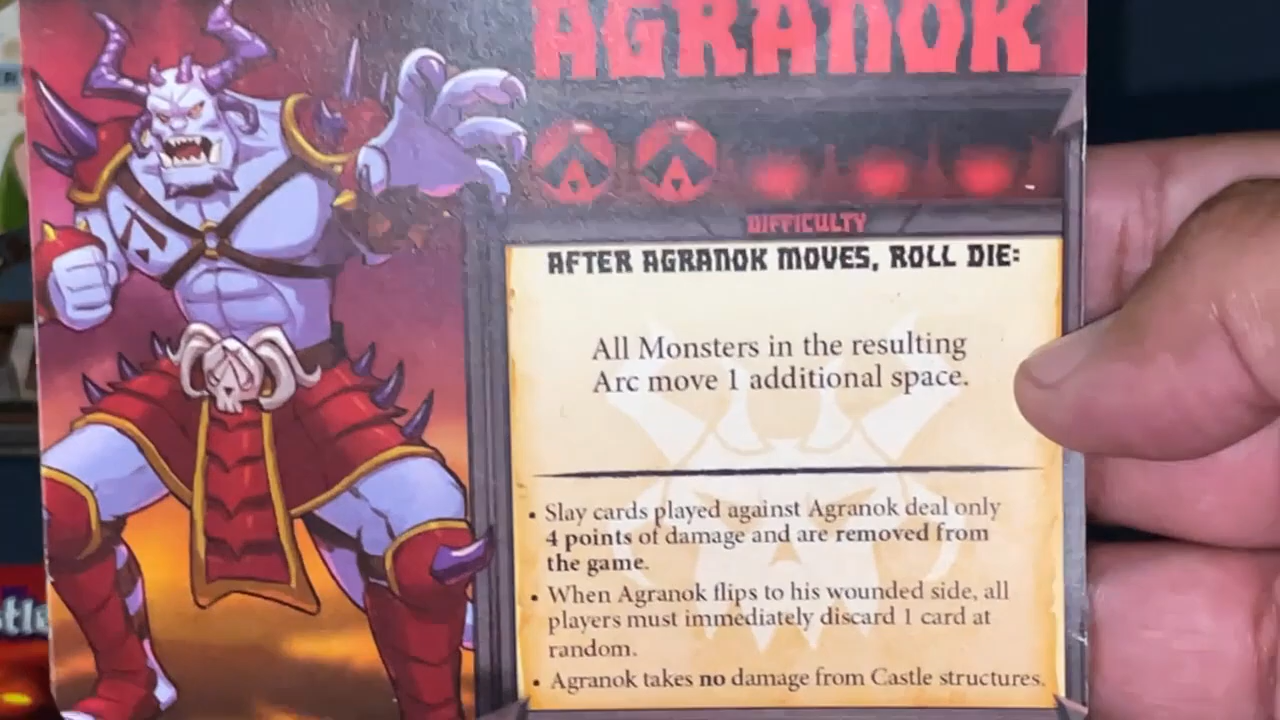 AGRANOK
DIFFICULTY
AFTER AGRANOK MOVES, ROLL DIE:
All Monsters in the resulting
Arc move 1 additional space.
• Slay cards played against Agranok deal only
4 points of damage and are removed from
the game.
• When Agranok flips to his wounded side, all
players must immediately discard 1 card at
random.
• Agranok takes no damage from Castle structures.